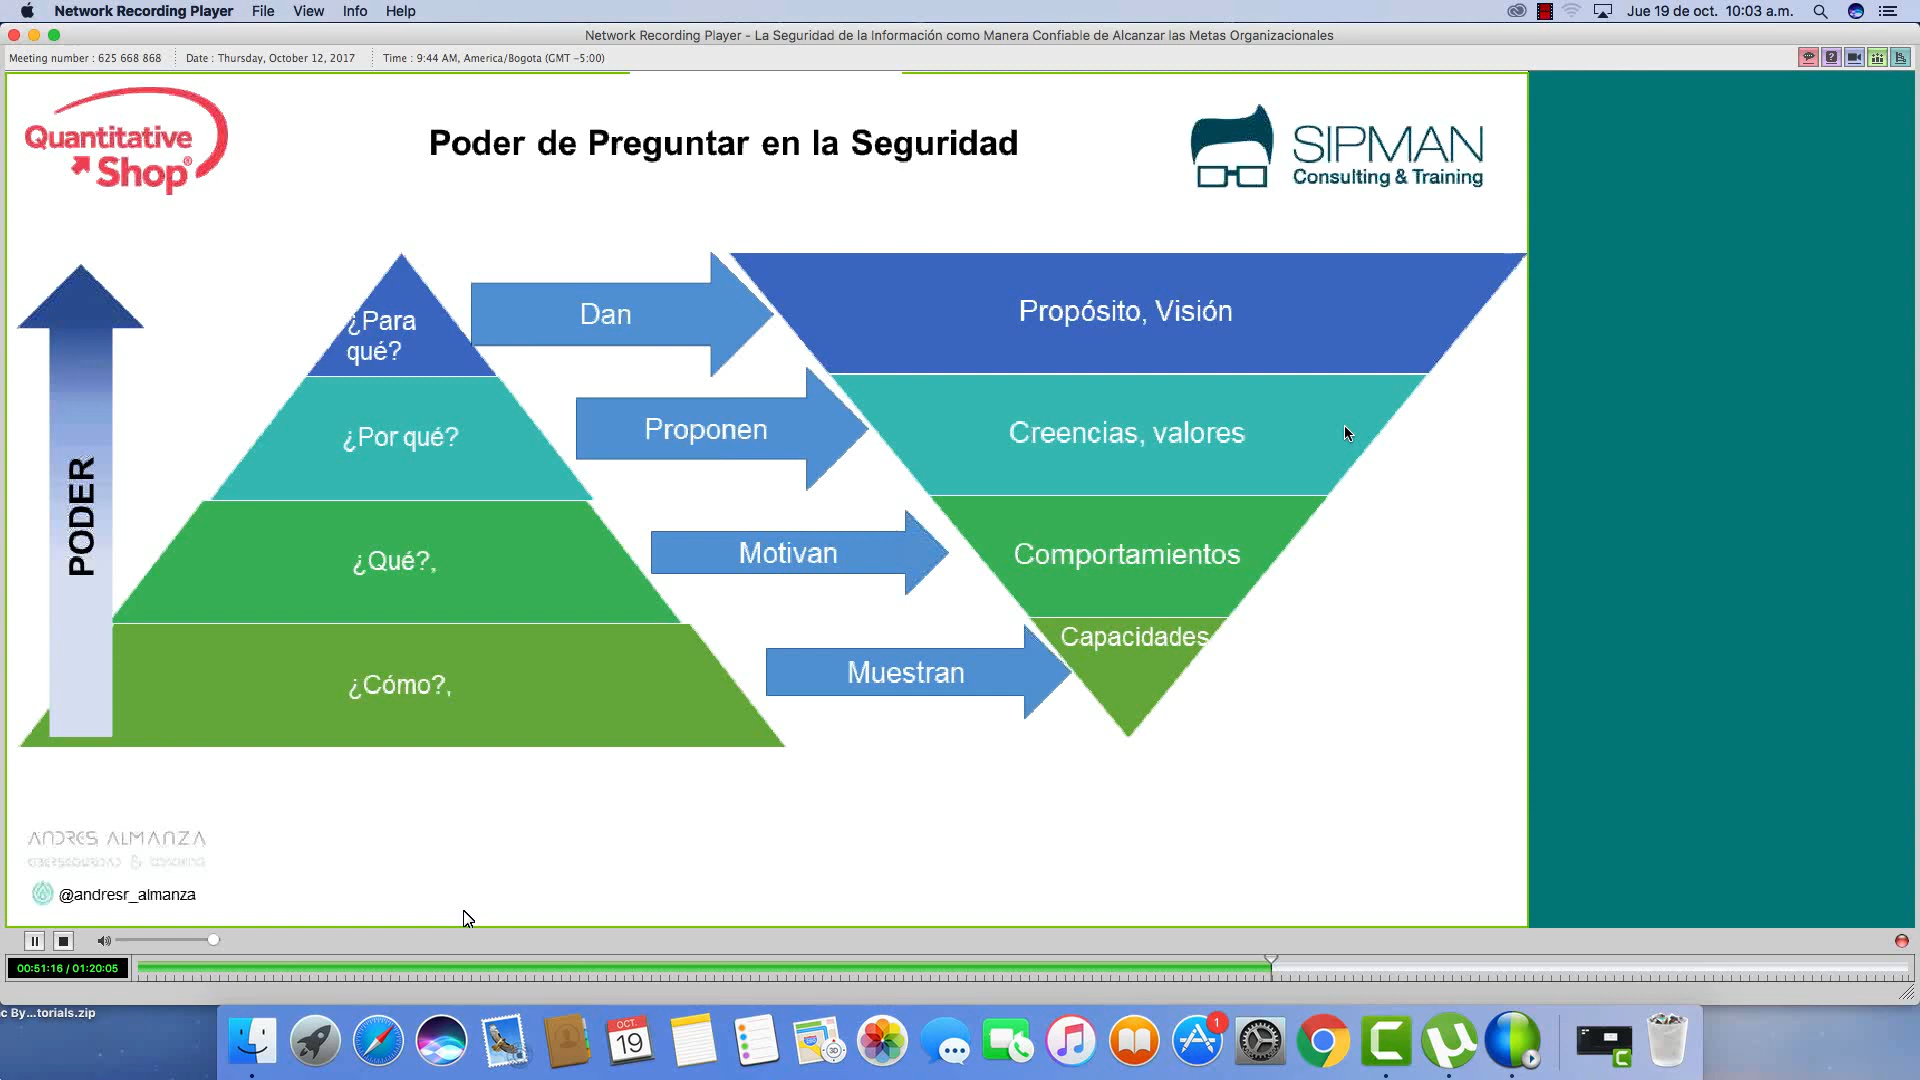 Network Recording Player File View Info Help
Jue 19 de oct. 10:03 a.m.
Network Recording Player - La Seguridad de la Información como Manera Confiable de Alcanzar las Metas Organizacionales
Meeting number : 625 668 868 Date : Thursday, October 12, 2017 Time : 9:44 AM, America/Bogota (GMT -5:00)
Quantitative
Shop®
Poder de Preguntar en la Seguridad
SIPMAN
Consulting & Training
PODER
¿Para
qué?
Dan
Propósito, Visión
¿Por qué?
Proponen
Creencias, valores
¿Qué?,
Motivan
Comportamientos
¿Cómo?,
Muestran
Capacidades
ANDRES ALMANZA
@andresr_almanza
00:51:16 / 01:20:05
c By...torials.zip
OCT.
19
3D
1